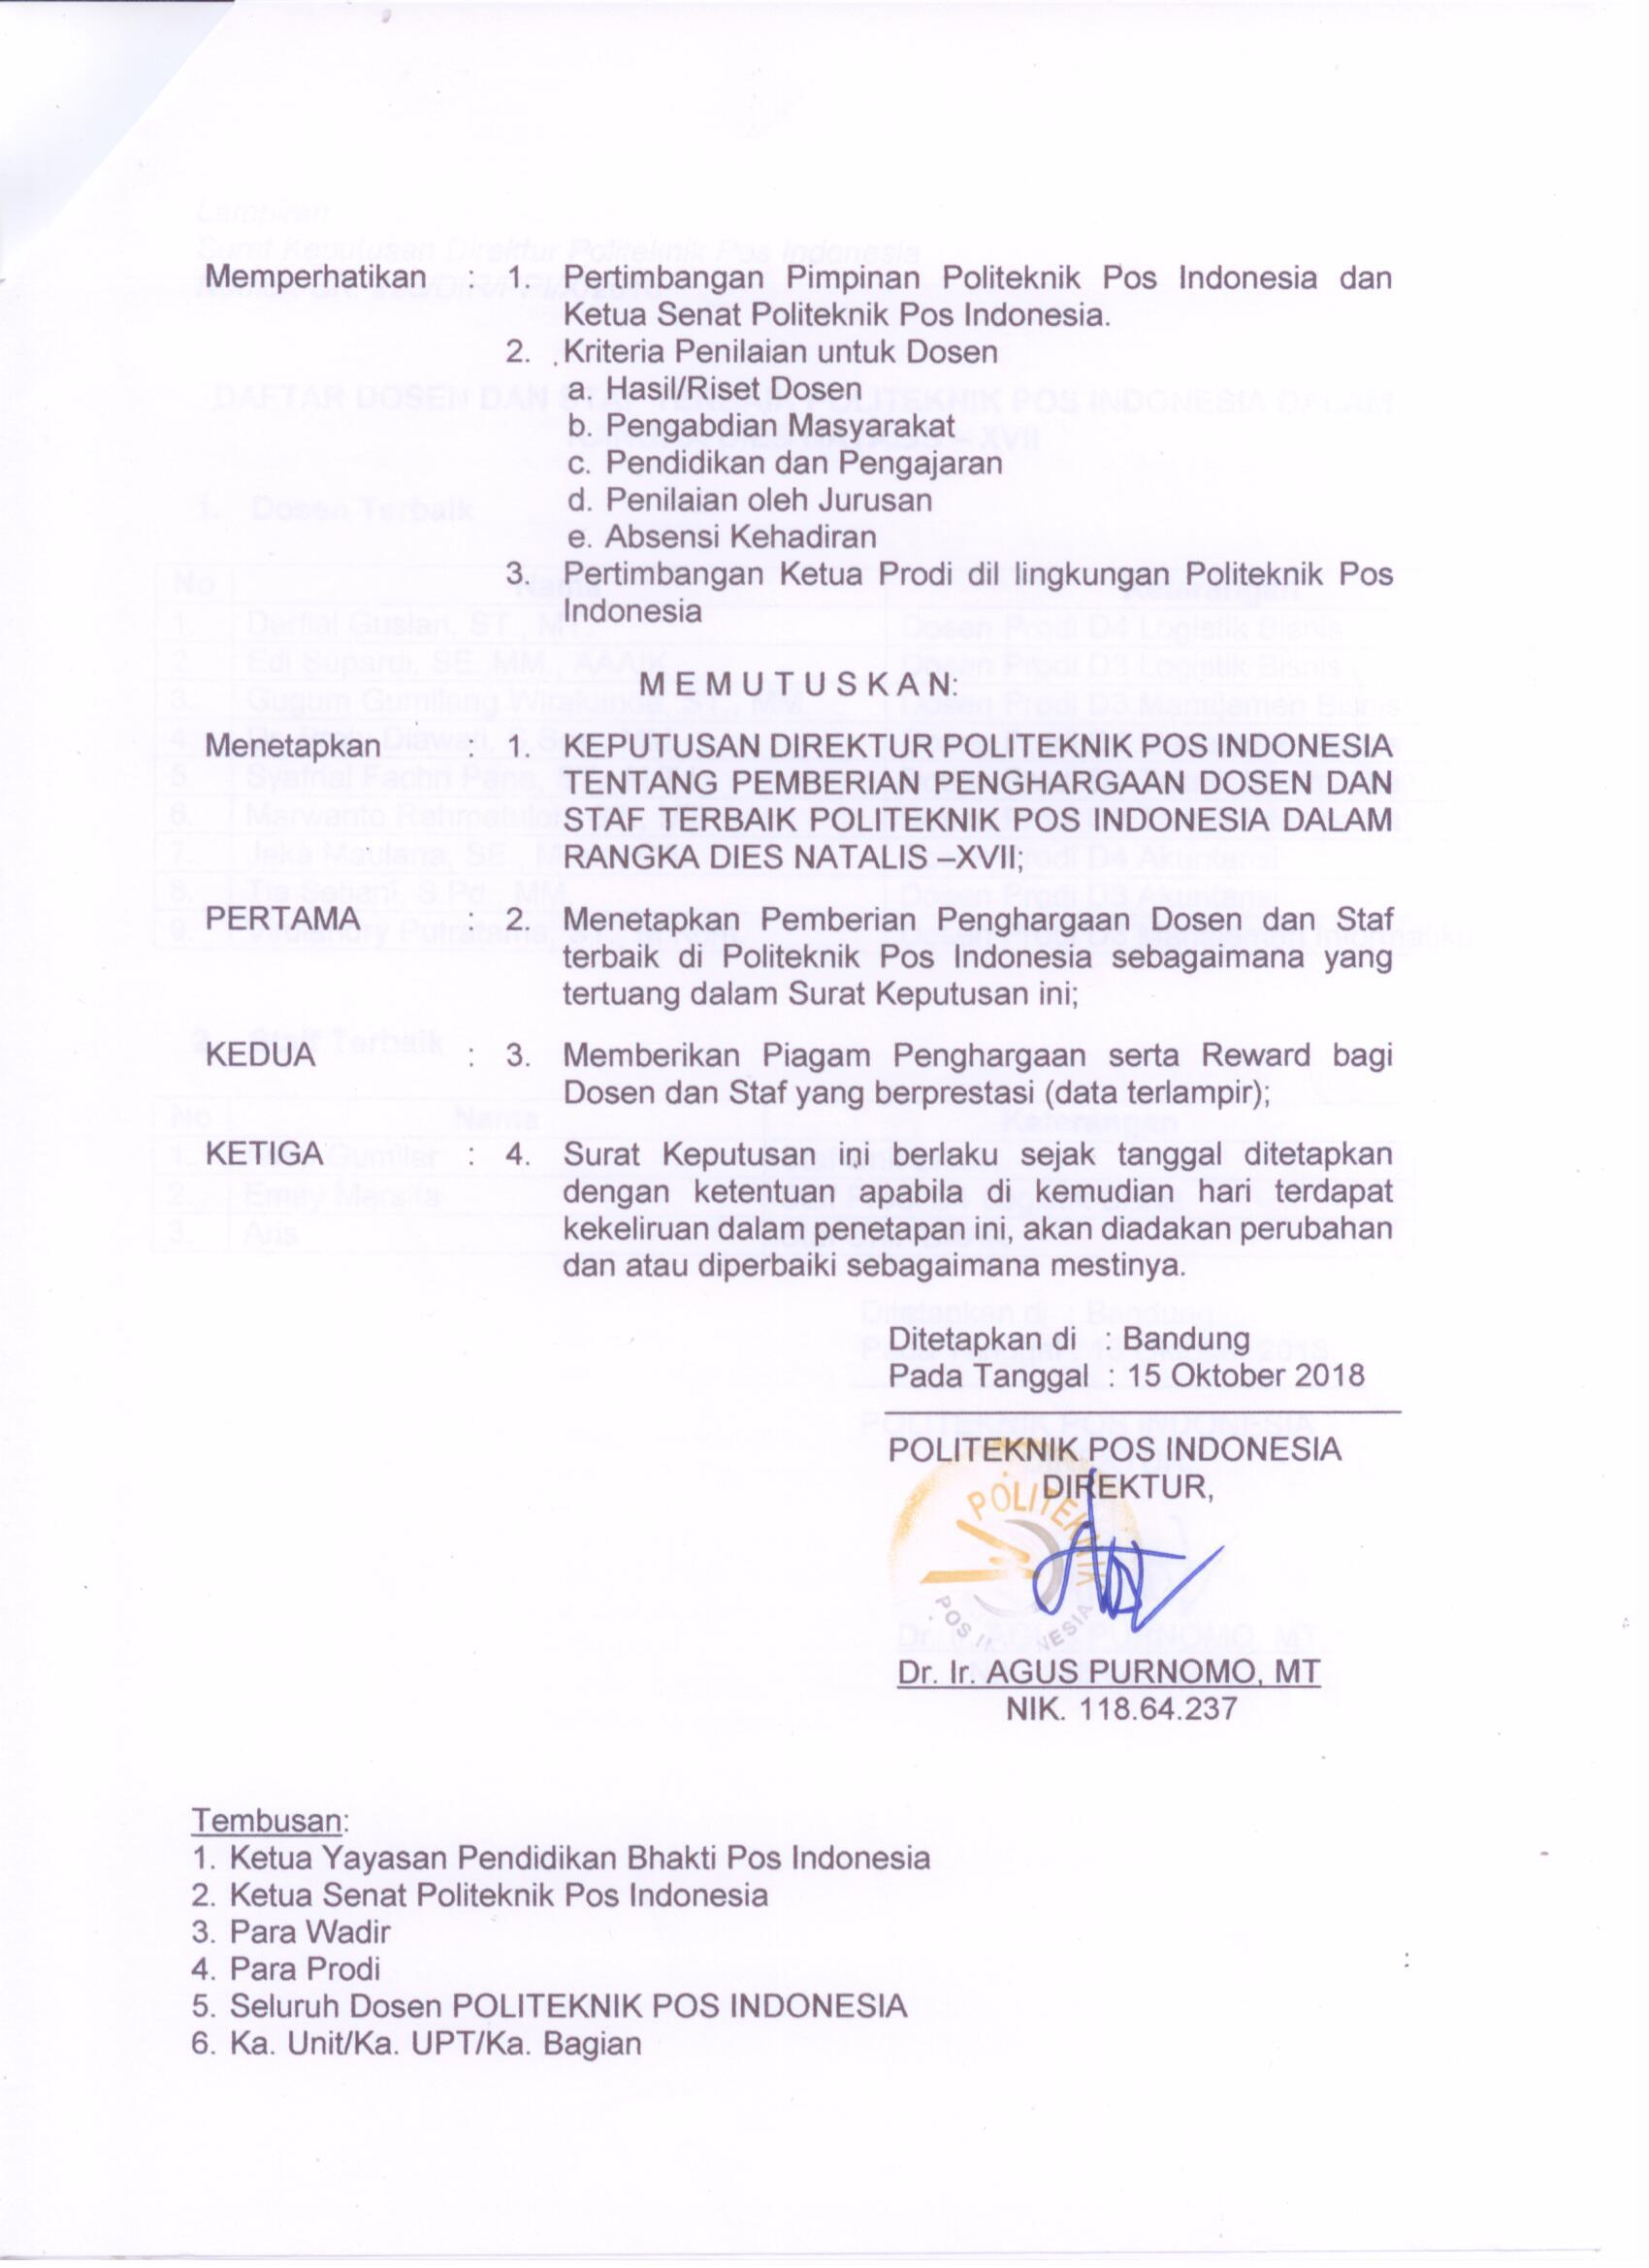 Memperhatikan : 1. Pertimbangan Pimpinan Politeknik Pos Indonesia dan
Ketua Senat Politeknik Pos Indonesia.
2. Kriteria Penilaian untuk Dosen
a. Hasil/Riset Dosen
b. Pengabdian Masyarakat
c. Pendidikan dan Pengajaran
d. Penilaian oleh Jurusan
e. Absensi Kehadiran
3. Pertimbangan Ketua Prodi dil lingkungan Politeknik Pos
Indonesia
M E M U T U S K A N:
Menetapkan : 1. KEPUTUSAN DIREKTUR POLITEKNIK POS INDONESIA
TENTANG PEMBERIAN PENGHARGAAN DOSEN DAN
STAF TERBAIK POLITEKNIK POS INDONESIA DALAM
RANGKA DIES NATALIS –XVII;
PERTAMA : 2. Menetapkan Pemberian Penghargaan Dosen dan Staf
terbaik di Politeknik Pos Indonesia sebagaimana yang
tertuang dalam Surat Keputusan ini;
KEDUA : 3. Memberikan Piagam Penghargaan serta Reward bagi
Dosen dan Staf yang berprestasi (data terlampir);
KETIGA : 4. Surat Keputusan ini berlaku sejak tanggal ditetapkan
dengan ketentuan apabila di kemudian hari terdapat
kekeliruan dalam penetapan ini, akan diadakan perubahan
dan atau diperbaiki sebagaimana mestinya.
Ditetapkan di : Bandung
Pada Tanggal : 15 Oktober 2018
POLITEKNIK POS INDONESIA
DIREKTUR,
POLITEKNIK
POS
Dr. Ir. AGUS PURNOMO, MT
NIK. 118.64.237
Tembusan:
1. Ketua Yayasan Pendidikan Bhakti Pos Indonesia
2. Ketua Senat Politeknik Pos Indonesia
3. Para Wadir
4. Para Prodi
5. Seluruh Dosen POLITEKNIK POS INDONESIA
6. Ka. Unit/Ka. UPT/Ka. Bagian